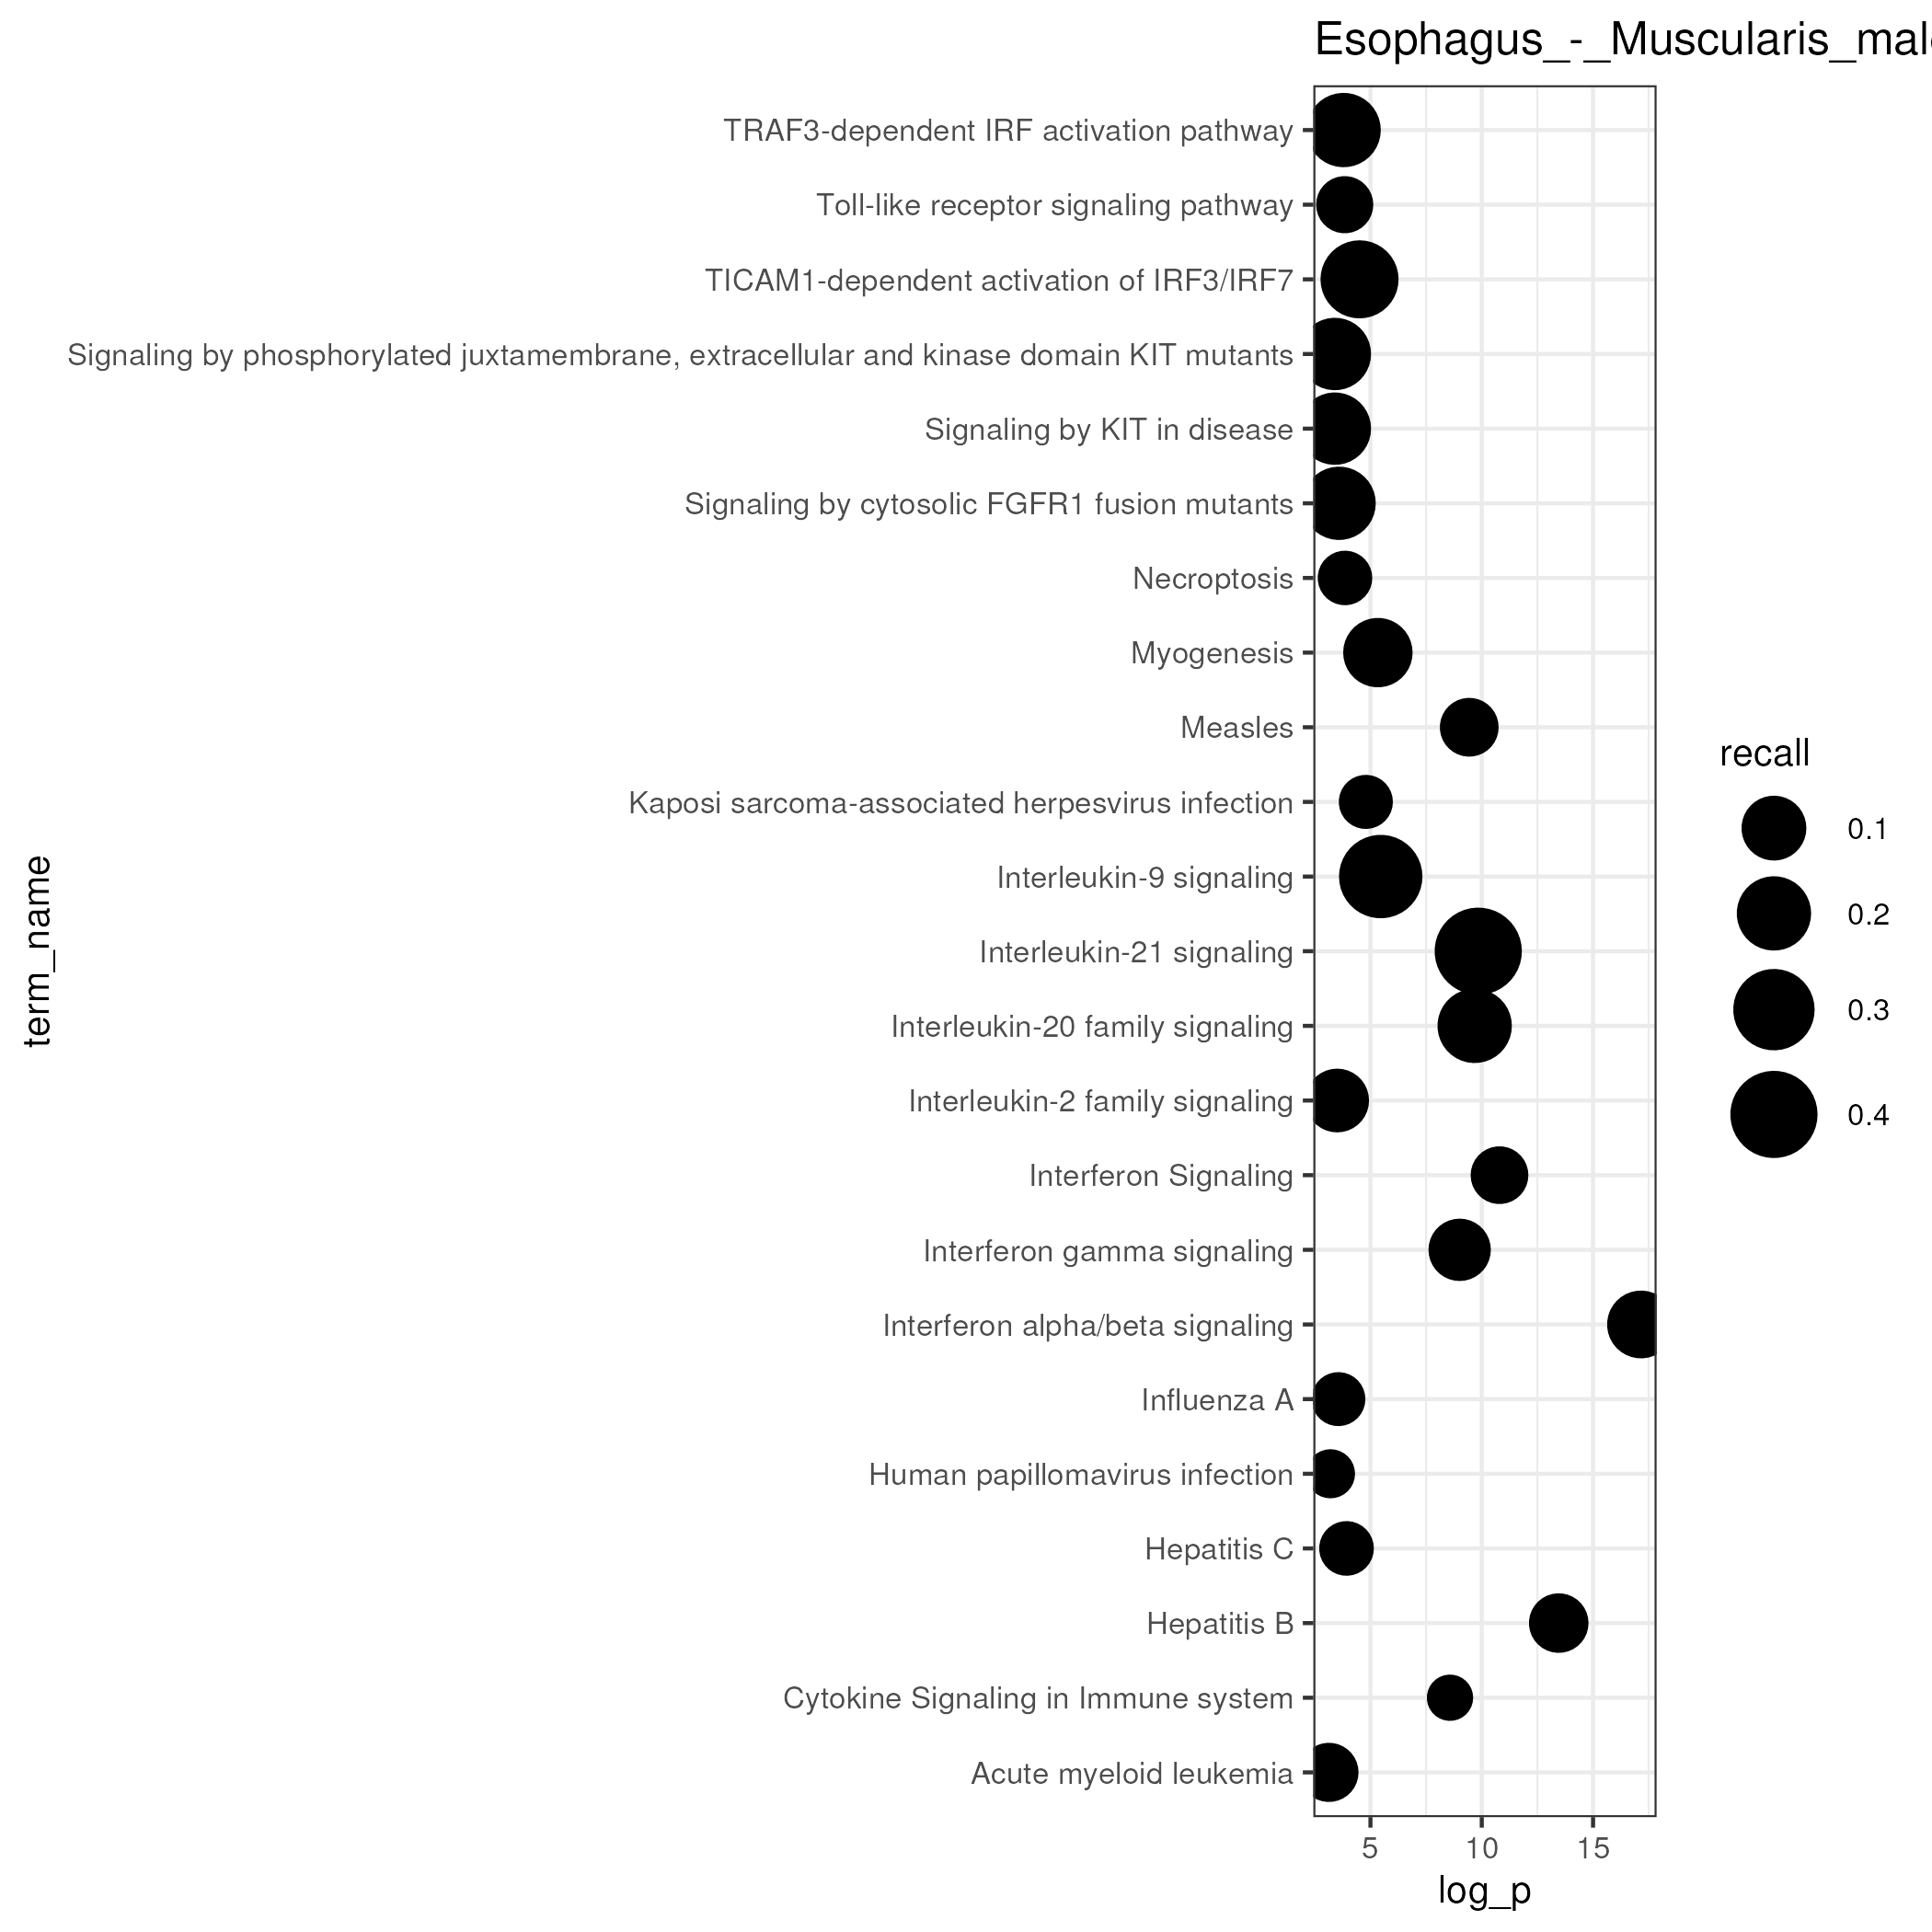 Esophagus_-_Muscularis_mal
TRAF3-dependent IRF activation pathway
Toll-like receptor signaling pathway
TICAM1-dependent activation of IRF3/IRF7
Signaling by phosphorylated juxtamembrane, extracellular and kinase domain KIT mutants
Signaling by KIT in disease
Signaling by cytosolic FGFR1 fusion mutants
Necroptosis
Myogenesis
Measles
Kaposi sarcoma-associated herpesvirus infection
Interleukin-9 signaling
Interleukin-21 signaling
Interleukin-20 family signaling
Interleukin-2 family signaling
Interferon Signaling
Interferon gamma signaling
Interferon alpha/beta signaling
Influenza A
Human papillomavirus infection
Hepatitis C
Hepatitis B
Cytokine Signaling in Immune system
Acute myeloid leukemia
term_name
5 10 15
log_p
recall
0.1
0.2
0.3
0.4